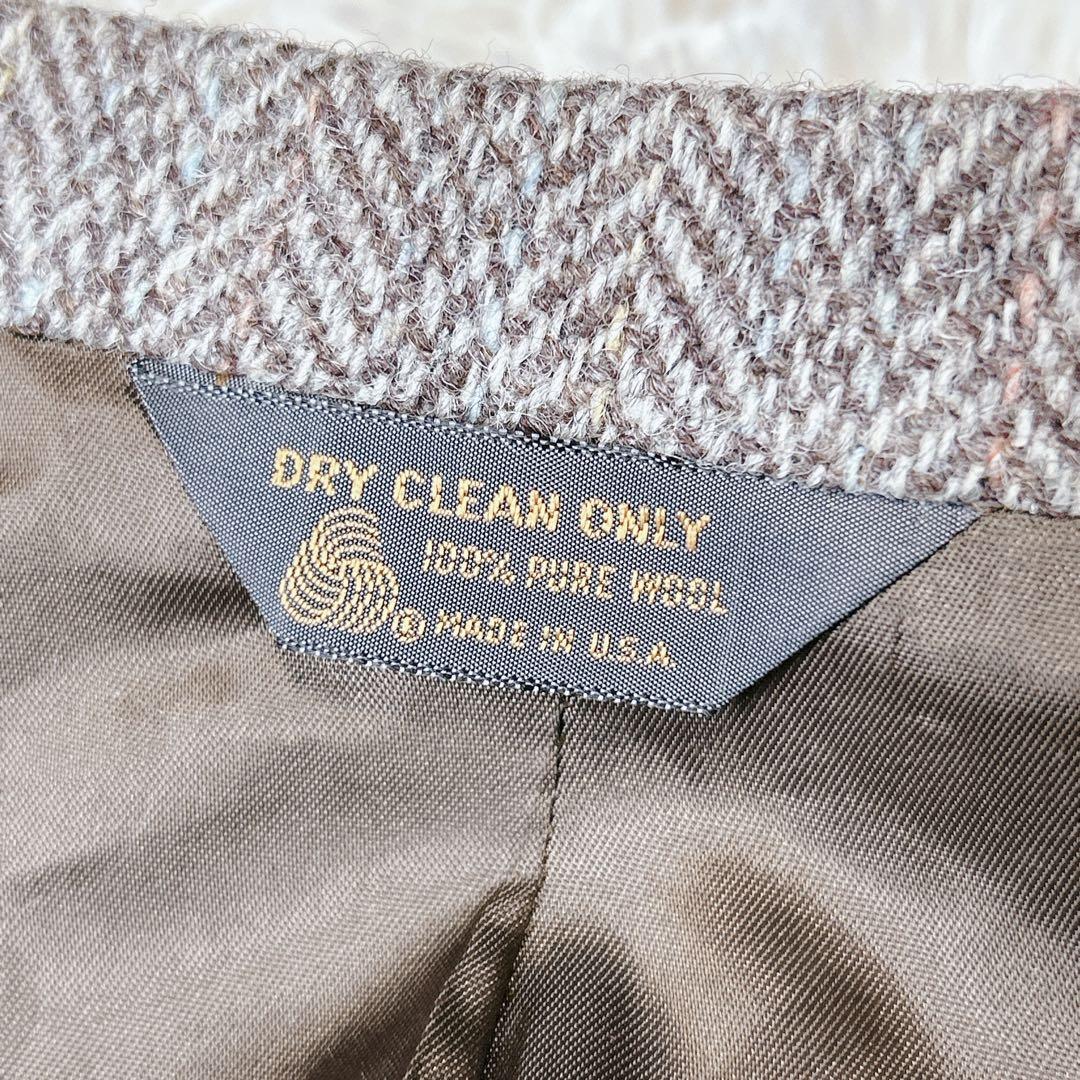 DRY CLEAN ONLY
100% PURE WOOL
® MADE IN U.S.A.